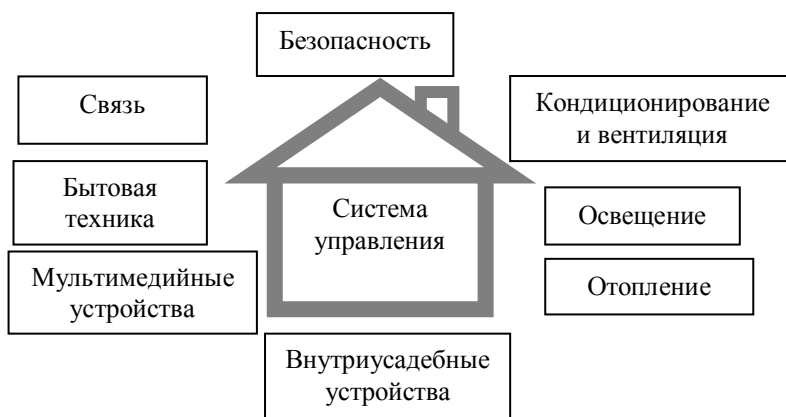 Безопасность
Связь
Кондиционирование
и вентиляция
Бытовая
техника
Система
управления
Освещение
Мультимедийные
устройства
Отопление
Внутриусадебные
устройства